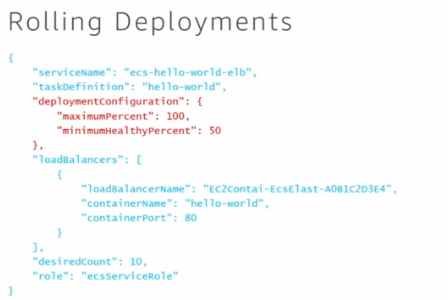 Rolling Deployments
{
"serviceName": "ecs-hello-world-elb",
"taskDefinition": "hello-world",
"deploymentConfiguration": {
"maximumPercent": 100,
"minimumHealthyPercent": 50
},
"loadBalancers": [
{
"loadBalancerName": "EC2Contai-EcsElast-A0B1C2D3E4",
"containerName": "hello-world",
"containerPort": 80
}
],
"desiredCount": 10,
"role": "ecsServiceRole"
}